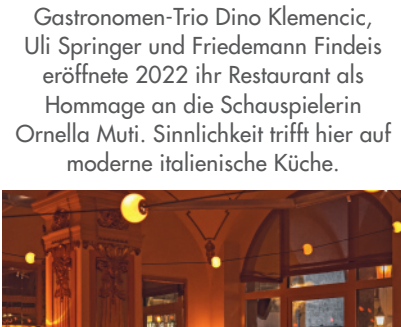 Gastronomen-Trio Dino Klemencic,
Uli Springer und Friedemann Findeis
eröffnete 2022 ihr Restaurant als
Hommage an die Schauspielerin
Ornella Muti. Sinnlichkeit trifft hier auf
moderne italienische Küche.